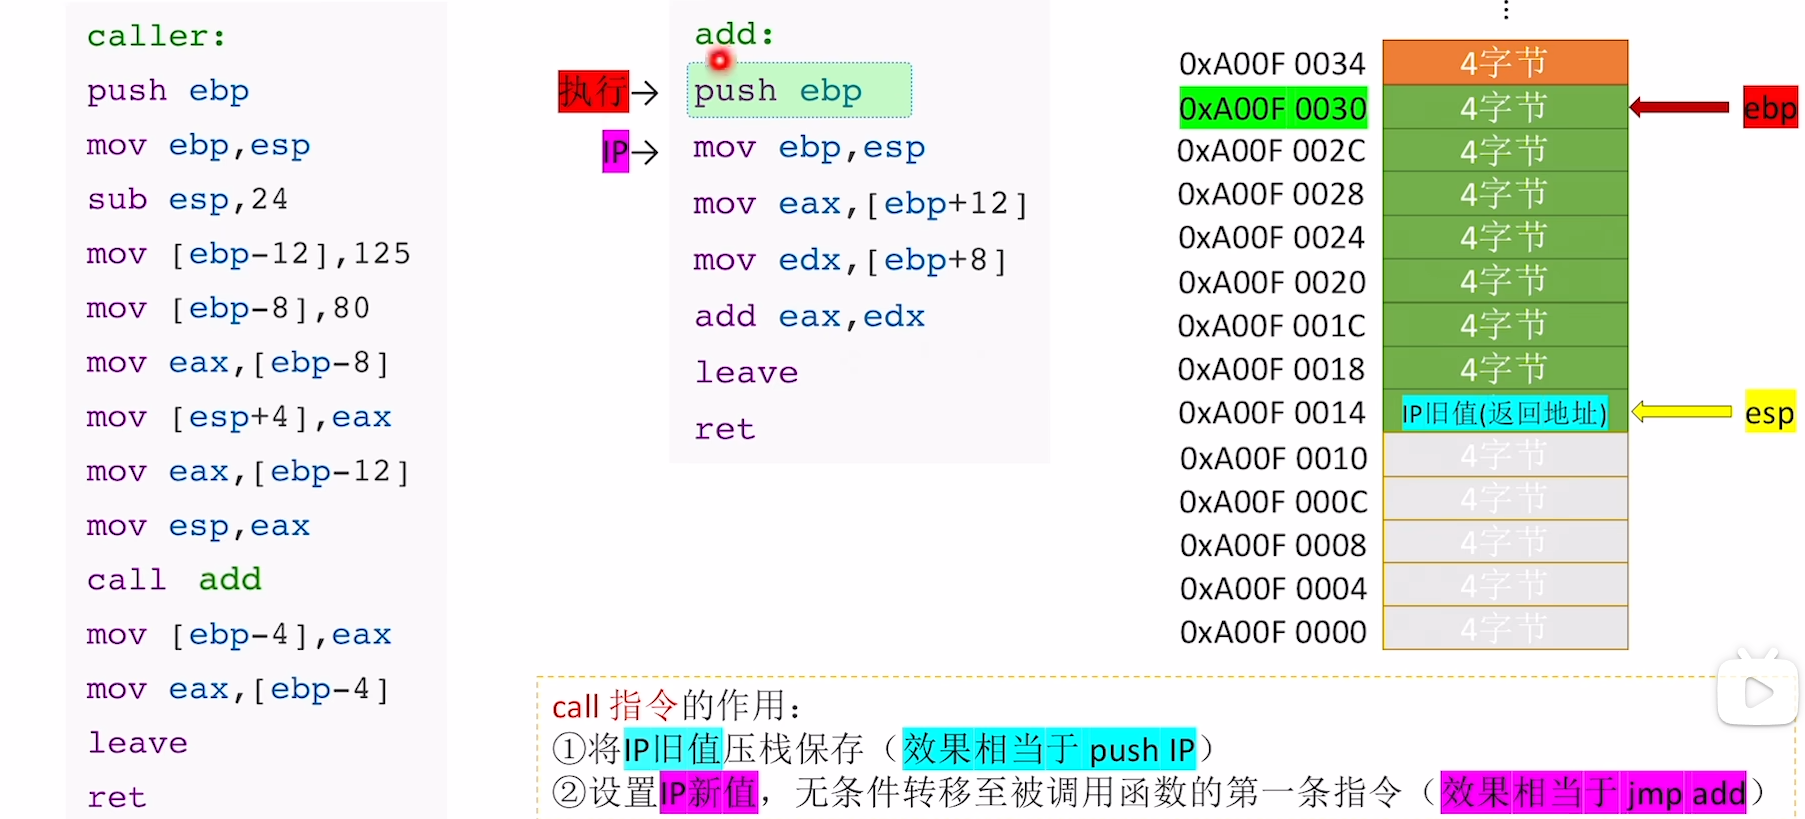 caller:
push ebp
mov ebp,esp
sub esp,24
mov [ebp-12],125
mov [ebp-8],80
mov eax,[ebp-8]
mov [esp+4],eax
mov eax,[ebp-12]
mov esp,eax
call add
mov [ebp-4],eax
mov eax,[ebp-4]
leave
ret
add:
执行→ push ebp
IP→ mov ebp,esp
mov eax,[ebp+12]
mov edx,[ebp+8]
add eax,edx
leave
ret
⋮
0xA00F 0034 4字节
0xA00F 0030 4字节 ebp
0xA00F 002C 4字节
0xA00F 0028 4字节
0xA00F 0024 4字节
0xA00F 0020 4字节
0xA00F 001C 4字节
0xA00F 0018 4字节
0xA00F 0014 IP旧值(返回地址) esp
0xA00F 0010 4字节
0xA00F 000C 4字节
0xA00F 0008 4字节
0xA00F 0004 4字节
0xA00F 0000 4字节
call 指令的作用：
①将IP旧值压栈保存（效果相当于 push IP）
②设置IP新值，无条件转移至被调用函数的第一条指令（效果相当于 jmp add）